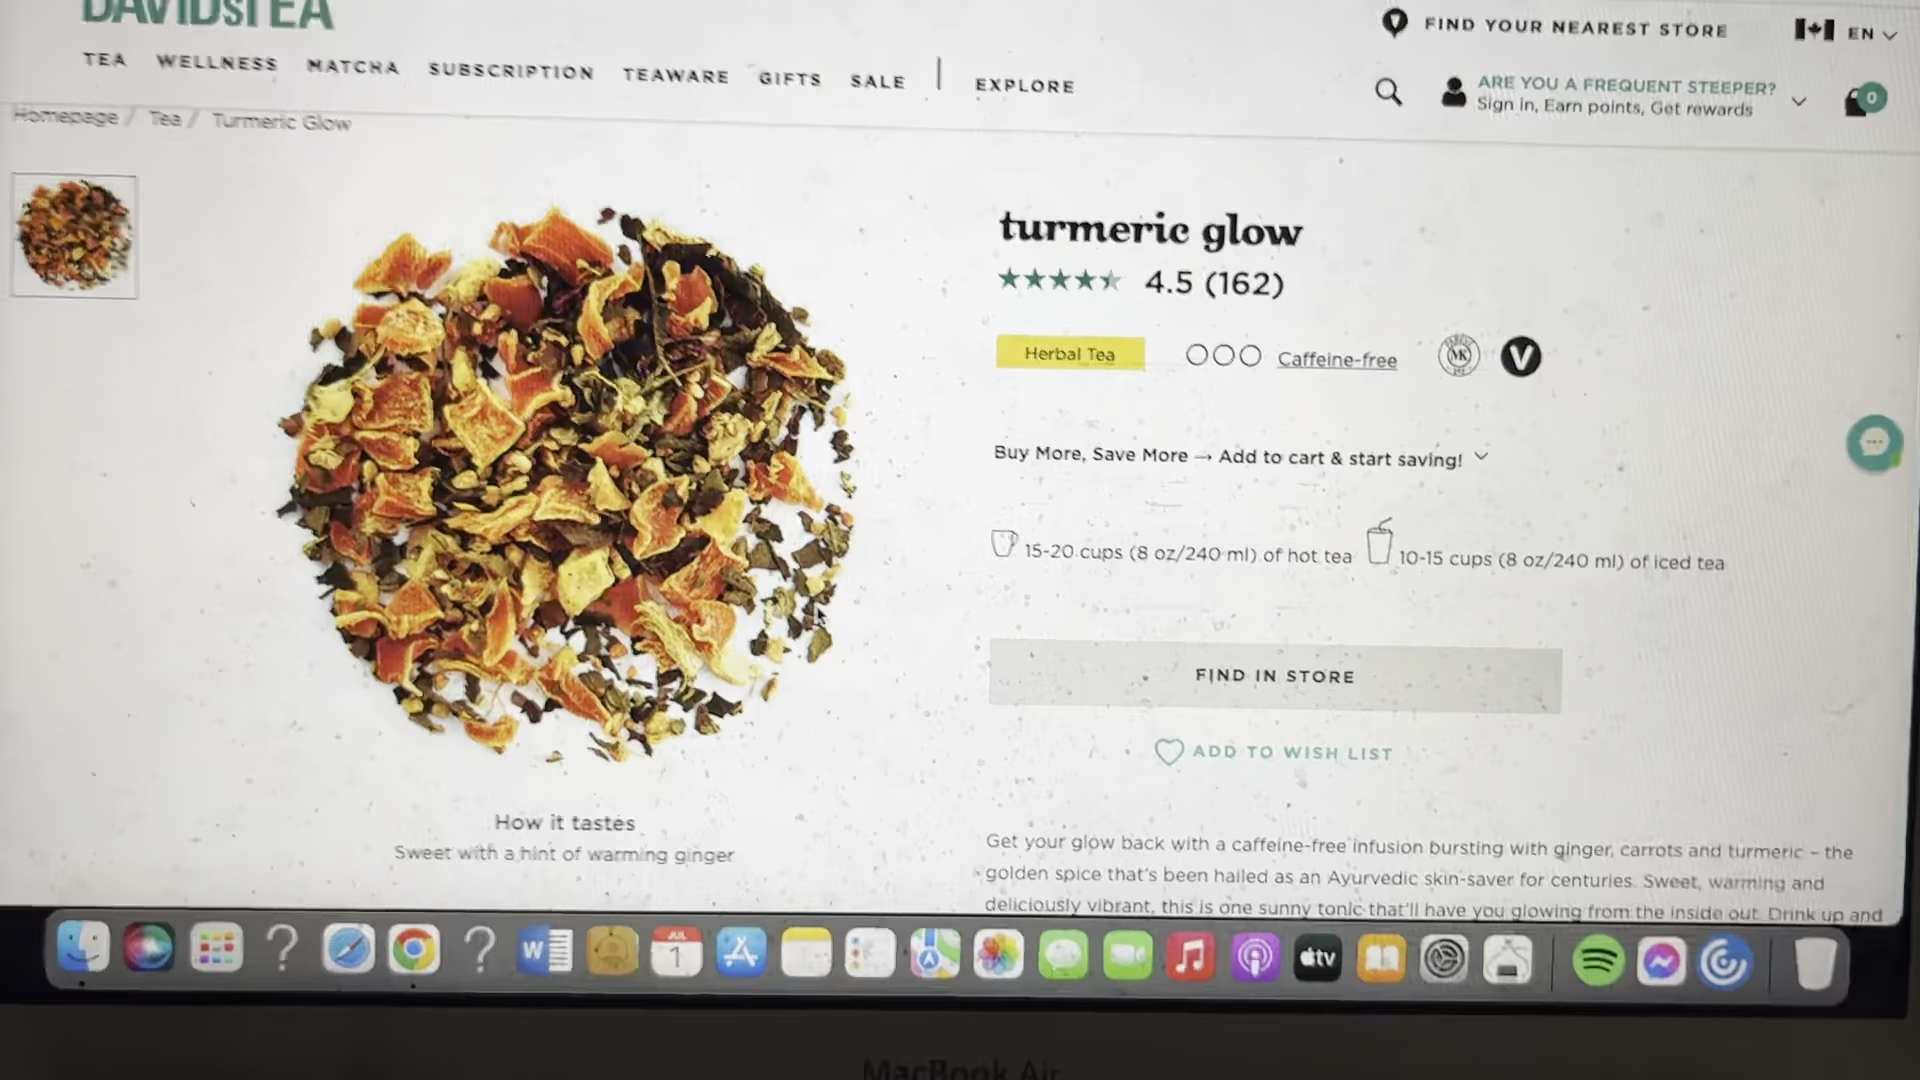 DAVIDsTEA
FIND YOUR NEAREST STORE
EN
TEA WELLNESS MATCHA SUBSCRIPTION TEAWARE GIFTS SALE EXPLORE
ARE YOU A FREQUENT STEEPER?
Sign in, Earn points, Get rewards
0
Homepage / Tea / Turmeric Glow
turmeric glow
4.5 (162)
Herbal Tea
Caffeine-free
MK
V
Buy More, Save More → Add to cart & start saving!
15-20 cups (8 oz/240 ml) of hot tea
10-15 cups (8 oz/240 ml) of iced tea
FIND IN STORE
ADD TO WISH LIST
How it tastes
Sweet with a hint of warming ginger
Get your glow back with a caffeine-free infusion bursting with ginger, carrots and turmeric – the
golden spice that's been hailed as an Ayurvedic skin-saver for centuries. Sweet, warming and
deliciously vibrant, this is one sunny tonic that'll have you glowing from the inside out. Drink up and
? ? W
JUL
1
tv
MacBook Air